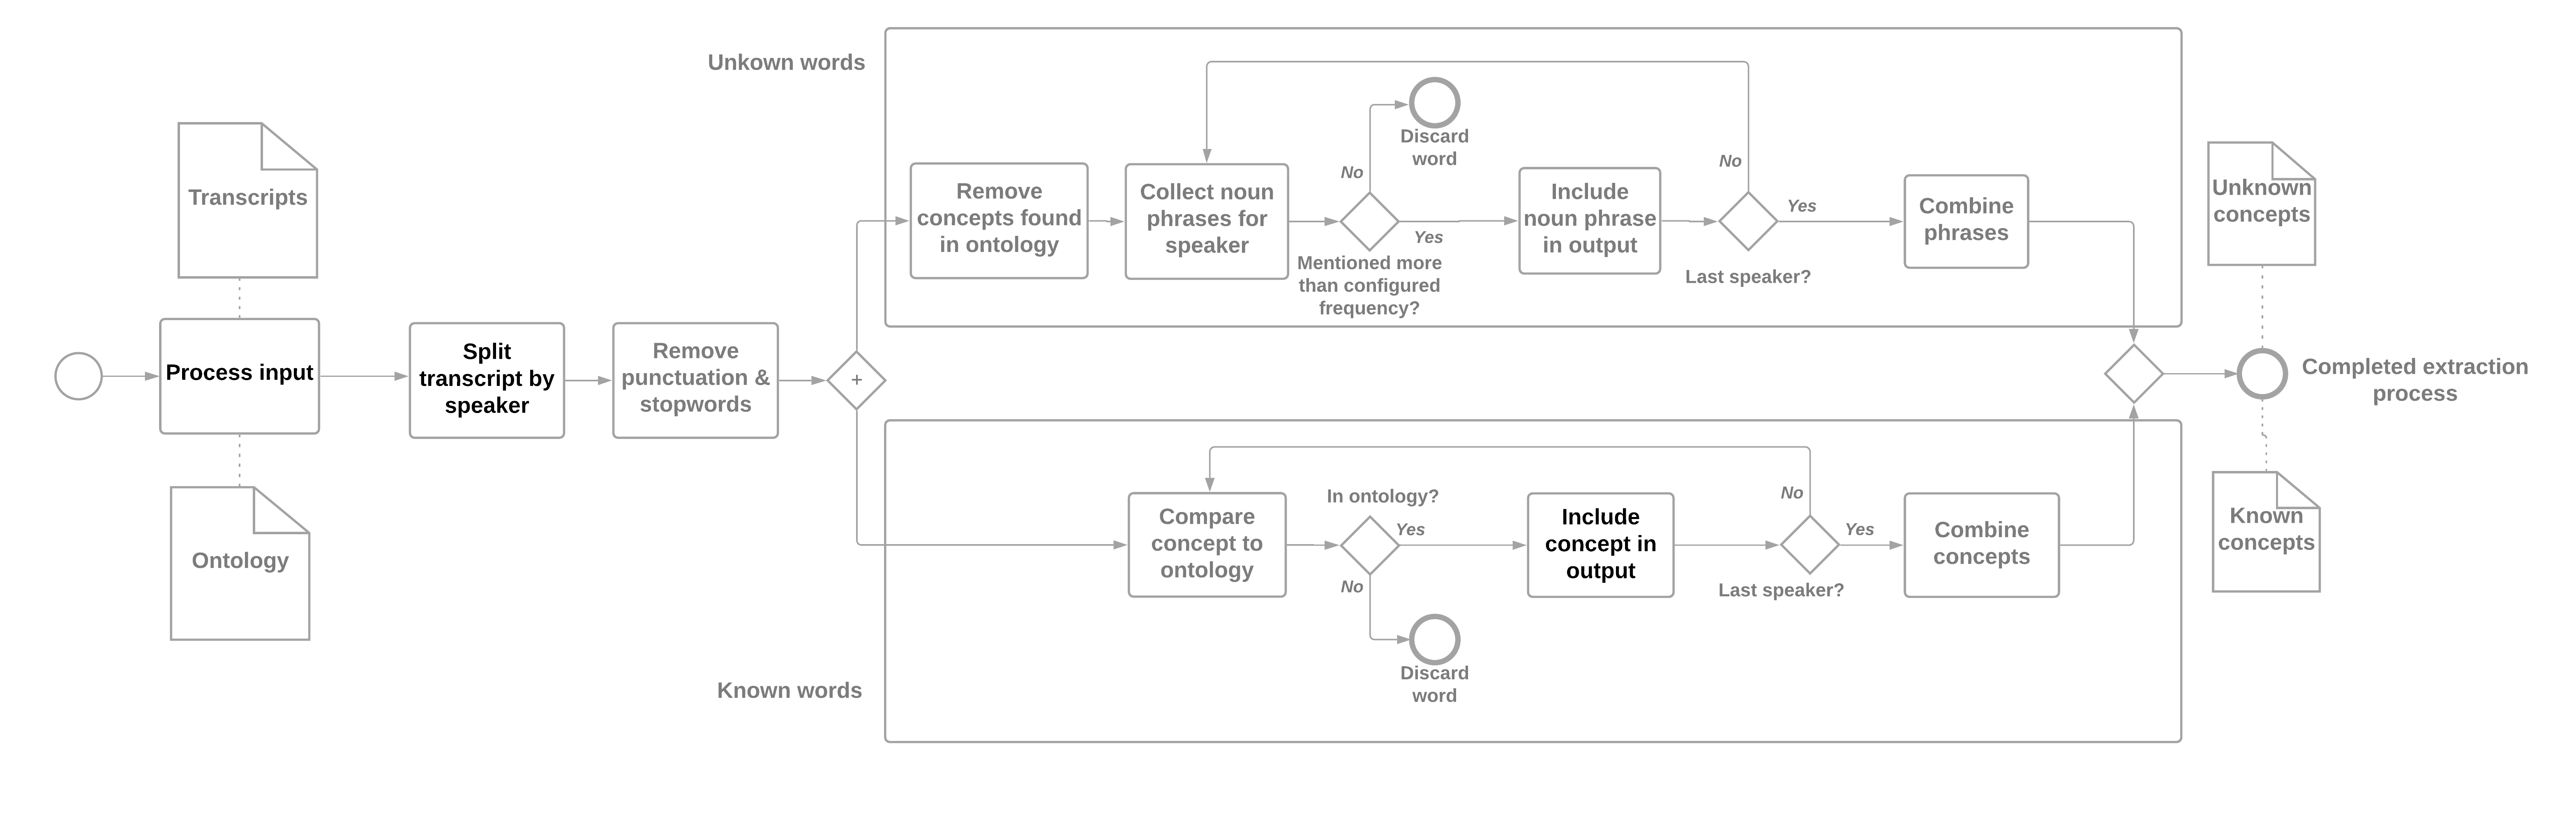 Unkown words
Transcripts
Process input
Ontology
Split
transcript by
speaker
Remove
punctuation &
stopwords
+
Remove
concepts found
in ontology
Collect noun
phrases for
speaker
No
Discard
word
Yes
Mentioned more
than configured
frequency?
Include
noun phrase
in output
No
Yes
Last speaker?
Combine
phrases
Known words
Compare
concept to
ontology
In ontology?
Yes
No
Discard
word
Include
concept in
output
No
Yes
Last speaker?
Combine
concepts
Unknown
concepts
Completed extraction
process
Known
concepts